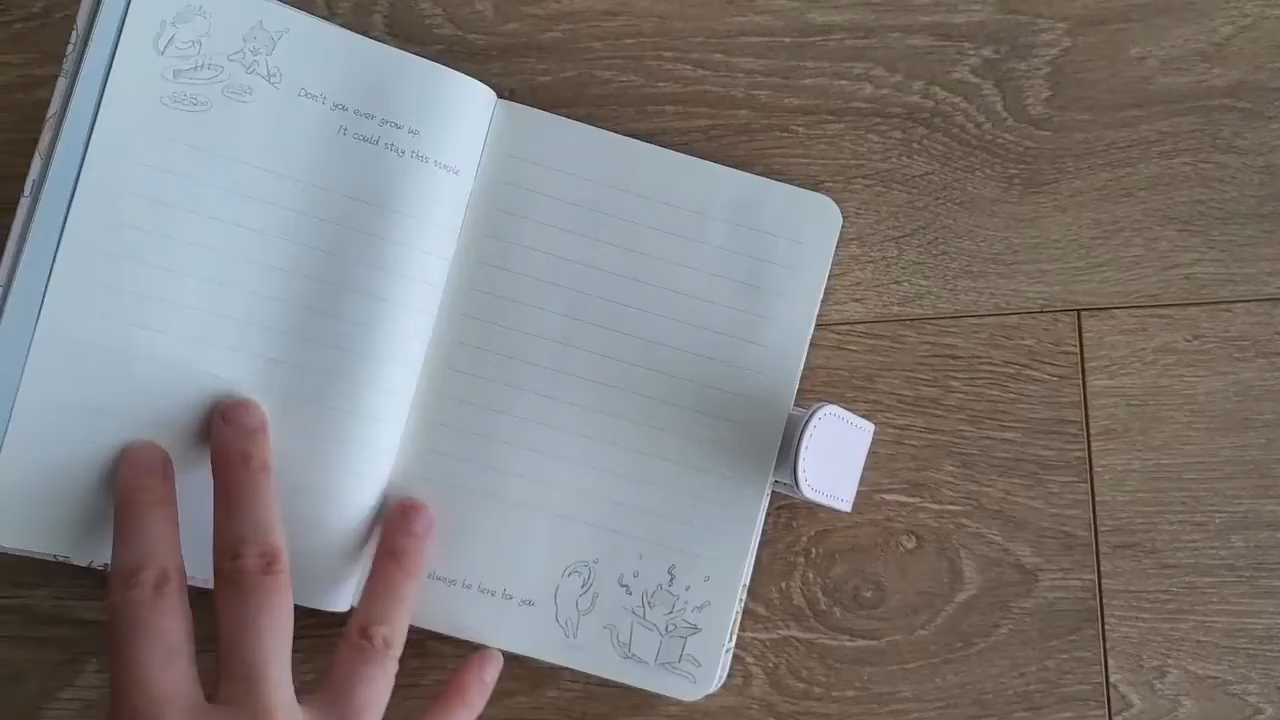 Don't you ever grow up.
It could stay this simple
always be here for you.